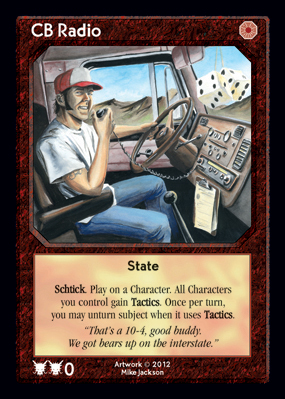 CB Radio
State
Schtick. Play on a Character. All Characters
you control gain Tactics. Once per turn,
you may unturn subject when it uses Tactics.
"That's a 10-4, good buddy.
We got bears up on the interstate."
0
Artwork © 2012
Mike Jackson